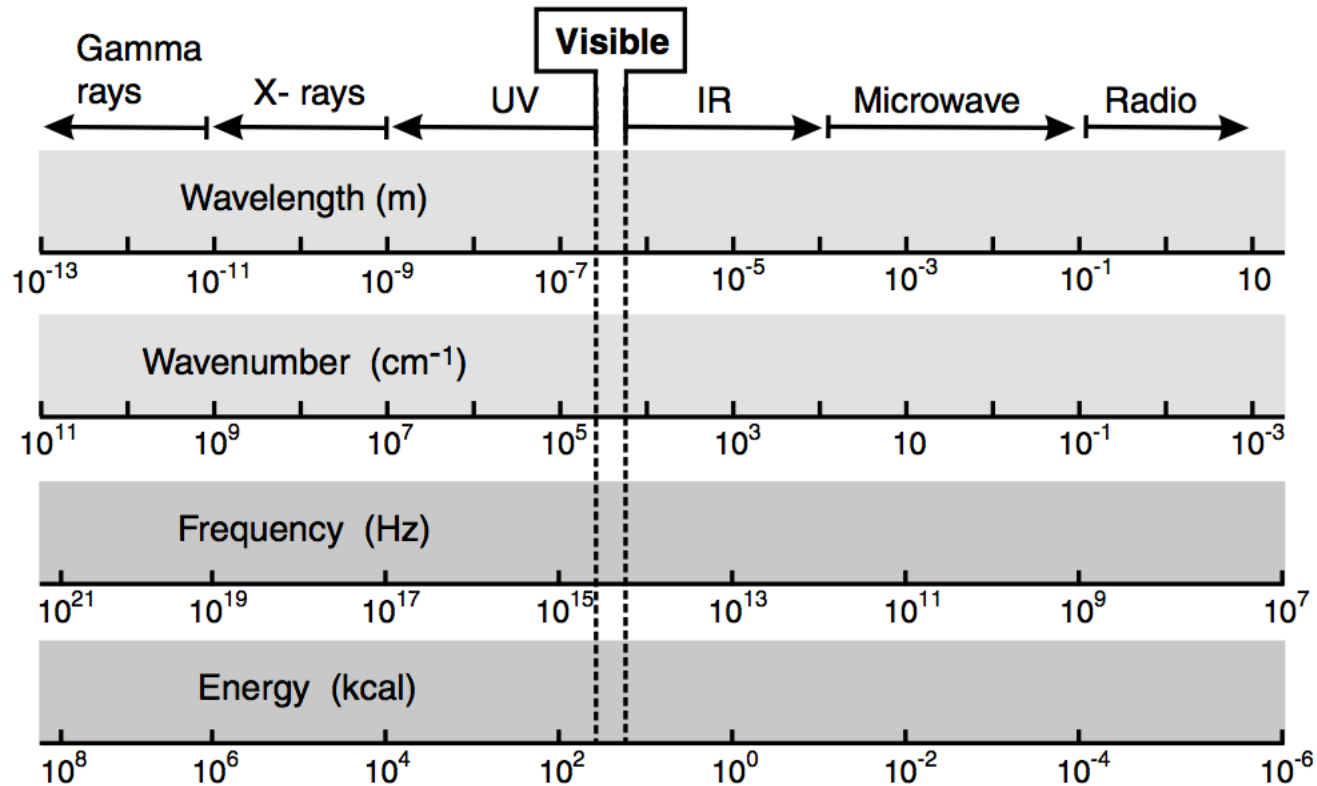 Visible
Gamma
rays
X- rays
UV
IR
Microwave
Radio
Wavelength (m)
10⁻¹³ 10⁻¹¹ 10⁻⁹ 10⁻⁷ 10⁻⁵ 10⁻³ 10⁻¹ 10
Wavenumber (cm⁻¹)
10¹¹ 10⁹ 10⁷ 10⁵ 10³ 10 10⁻¹ 10⁻³
Frequency (Hz)
10²¹ 10¹⁹ 10¹⁷ 10¹⁵ 10¹³ 10¹¹ 10⁹ 10⁷
Energy (kcal)
10⁸ 10⁶ 10⁴ 10² 10⁰ 10⁻² 10⁻⁴ 10⁻⁶